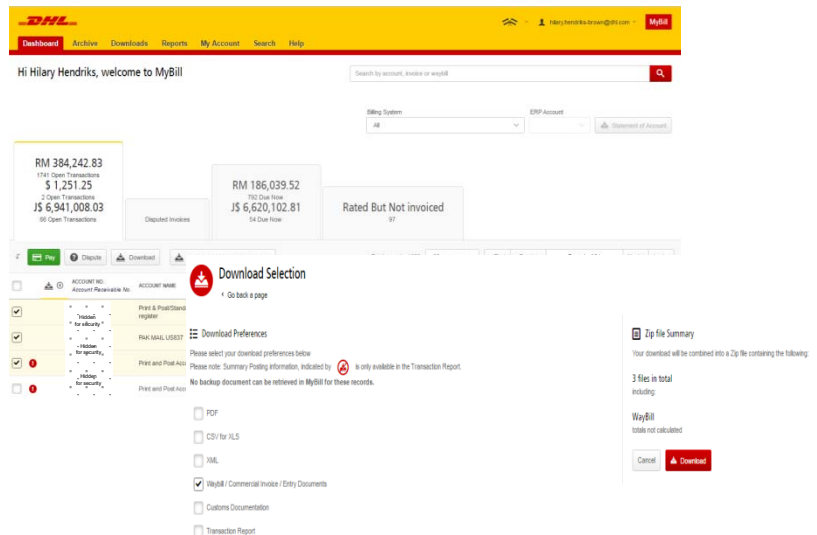 DHL
hilary.hendriks-brown@dhl.com
MyBill
Dashboard Archive Downloads Reports My Account Search Help
Hi Hilary Hendriks, welcome to MyBill
Search by account, invoice or waybill
Billing System
All
ERP Account
Statement of Account
RM 384,242.83
1741 Open Transactions
$ 1,251.25
2 Open Transactions
J$ 6,941,008.03
66 Open Transactions
Disputed Invoices
RM 186,039.52
792 Due Now
J$ 6,620,102.81
54 Due Now
Rated But Not invoiced
97
Pay Dispute Download
ACCOUNT NO.
Account Receivable No.
ACCOUNT NAME
Hidden
Print & Post/Stand
register
Hidden
for security
PAK MAIL US837
Hidden
for security
Print and Post Acc
Hidden
for security
Print and Post Acc
Download Selection
Go back a page
Download Preferences
Please select your download preferences below
Please note: Summary Posting information, indicated by is only available in the Transaction Report.
No backup document can be retrieved in MyBill for these records.
PDF
CSV for XLS
XML
Waybill / Commercial Invoice / Entry Documents
Customs Documentation
Transaction Report
Zip file Summary
Your download will be combined into a Zip file containing the following:
3 files in total
including:
WayBill
totals not calculated
Cancel Download